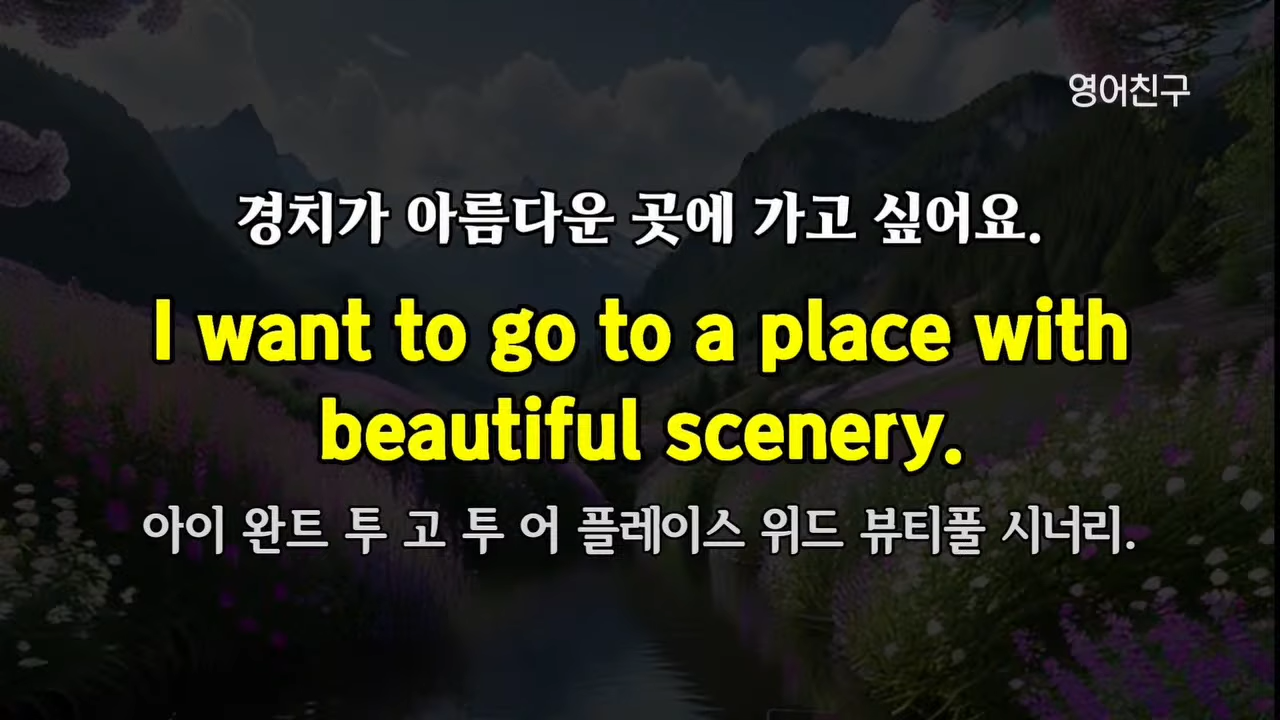 영어친구
경치가 아름다운 곳에 가고 싶어요.
I want to go to a place with
beautiful scenery.
아이 완트 투 고 투 어 플레이스 위드 뷰티풀 시너리.